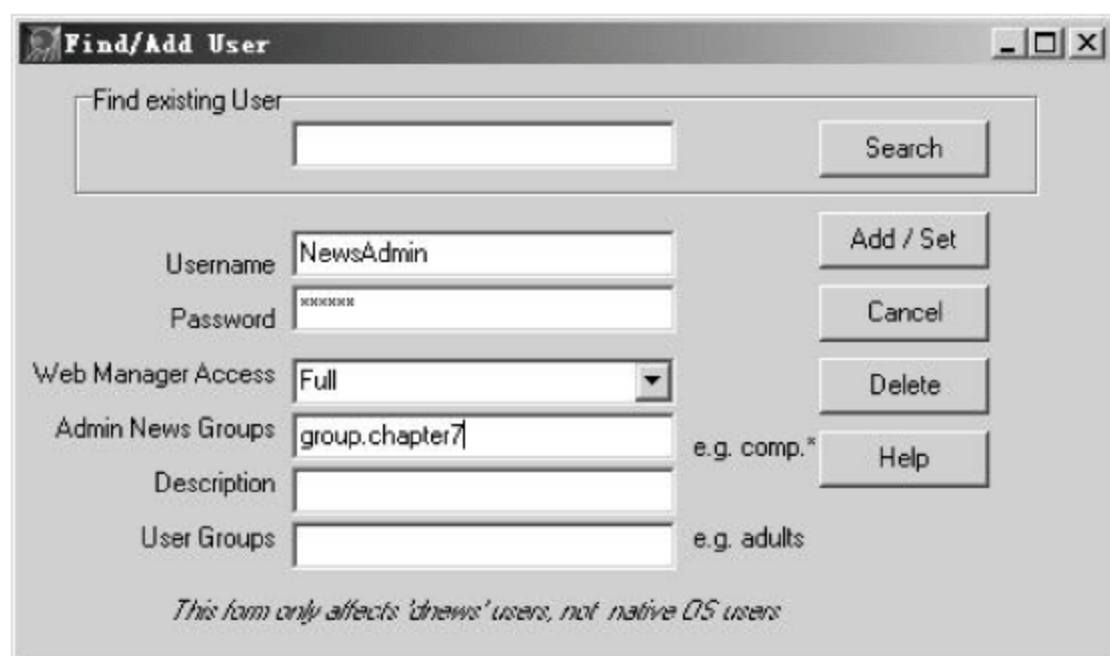 Find/Add User
Find existing User
Search
Username NewsAdmin
Add / Set
Password ******
Cancel
Web Manager Access Full
Delete
Admin News Groups group.chapter7 e.g. comp.*
Help
Description
User Groups e.g. adults
This form only affects 'dnews' users, not native OS users